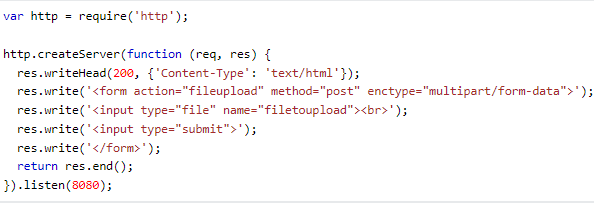 var http = require('http');
http.createServer(function (req, res) {
res.writeHead(200, {'Content-Type': 'text/html'});
res.write('<form action="fileupload" method="post" enctype="multipart/form-data">');
res.write('<input type="file" name="filetoupload"><br>');
res.write('<input type="submit">');
res.write('</form>');
return res.end();
}).listen(8080);